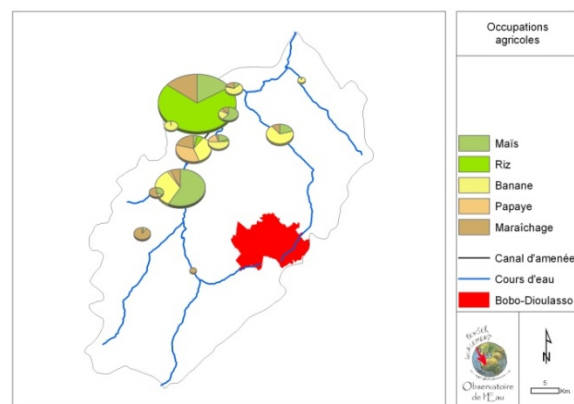 Occupations
agricoles
Maïs
Riz
Banane
Papaye
Maraîchage
Canal d'amenée
Cours d'eau
Bobo-Dioulasso
Observatoire
de l'Eau
N
5
Km